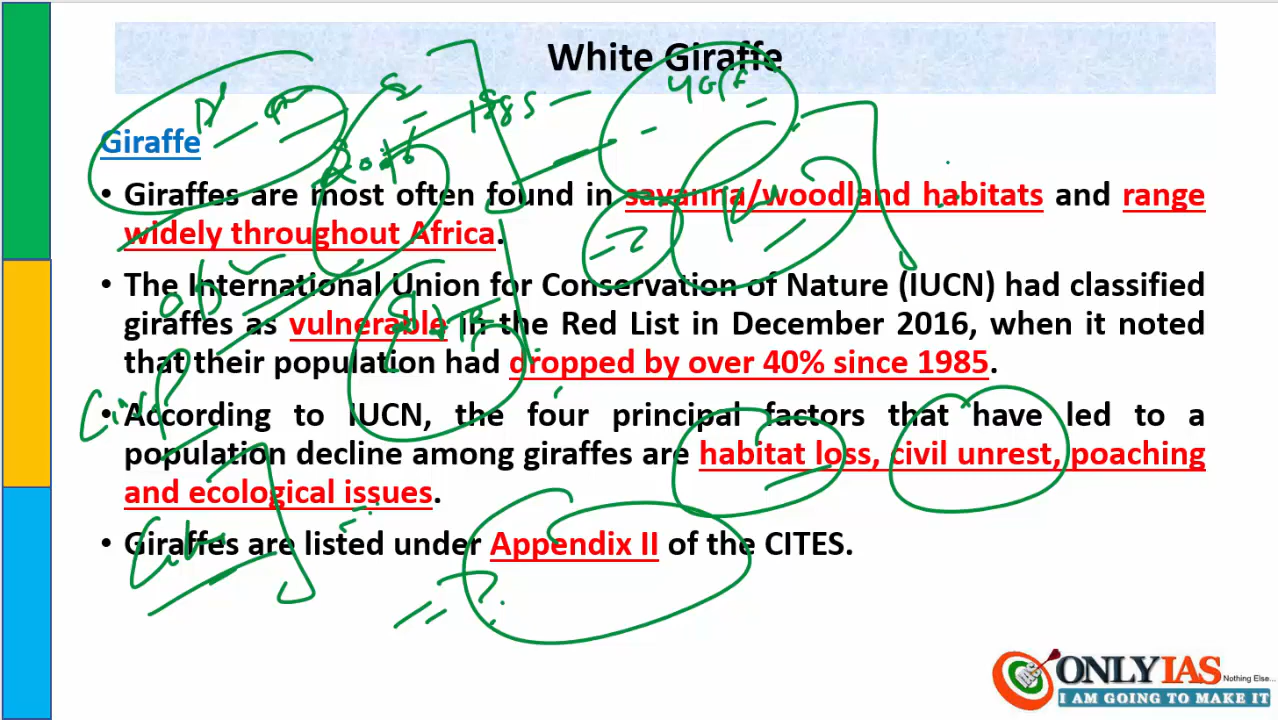 White Giraffe
Giraffe
• Giraffes are most often found in savanna/woodland habitats and range
widely throughout Africa.
• The International Union for Conservation of Nature (IUCN) had classified
giraffes as vulnerable in the Red List in December 2016, when it noted
that their population had dropped by over 40% since 1985.
• According to IUCN, the four principal factors that have led to a
population decline among giraffes are habitat loss, civil unrest, poaching
and ecological issues.
• Giraffes are listed under Appendix II of the CITES.
1985
ONLYIAS
Nothing Else...
I AM GOING TO MAKE IT